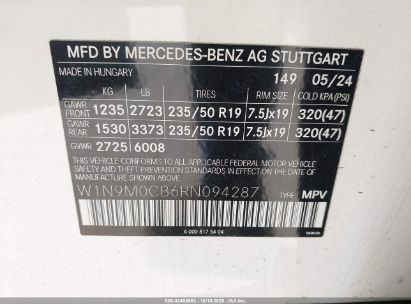 MFD BY MERCEDES-BENZ AG STUTTGART
MADE IN HUNGARY 149 05/24
KG LB TIRES RIM SIZE COLD KPA(PSI)
GAWR FRONT 1235 2723 235/50 R19 7.5Jx19 320(47)
GAWR REAR 1530 3373 235/50 R19 7.5Jx19 320(47)
GVWR 2725 6008
THIS VEHICLE CONFORMS TO ALL APPLICABLE FEDERAL MOTOR VEHICLE
SAFETY AND THEFT PREVENTION STANDARDS IN EFFECT ON THE DATE OF
MANUFACTURE SHOWN ABOVE.
W1N9M0CB6RN094287 TYPE: MPV
A 000 817 54 04